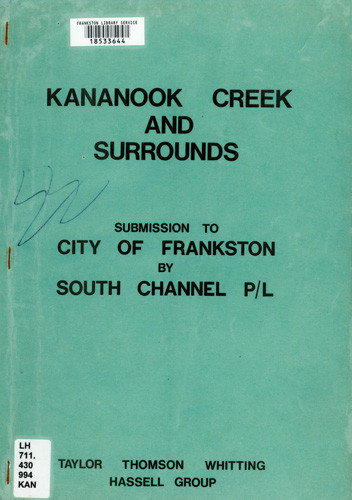 FRANKSTON LIBRARY SERVICE
18533644
KANANOOK CREEK
AND
SURROUNDS
SUBMISSION TO
CITY OF FRANKSTON
BY
SOUTH CHANNEL P/L
LH
711.
430
994
KAN
TAYLOR THOMSON WHITTING
HASSELL GROUP